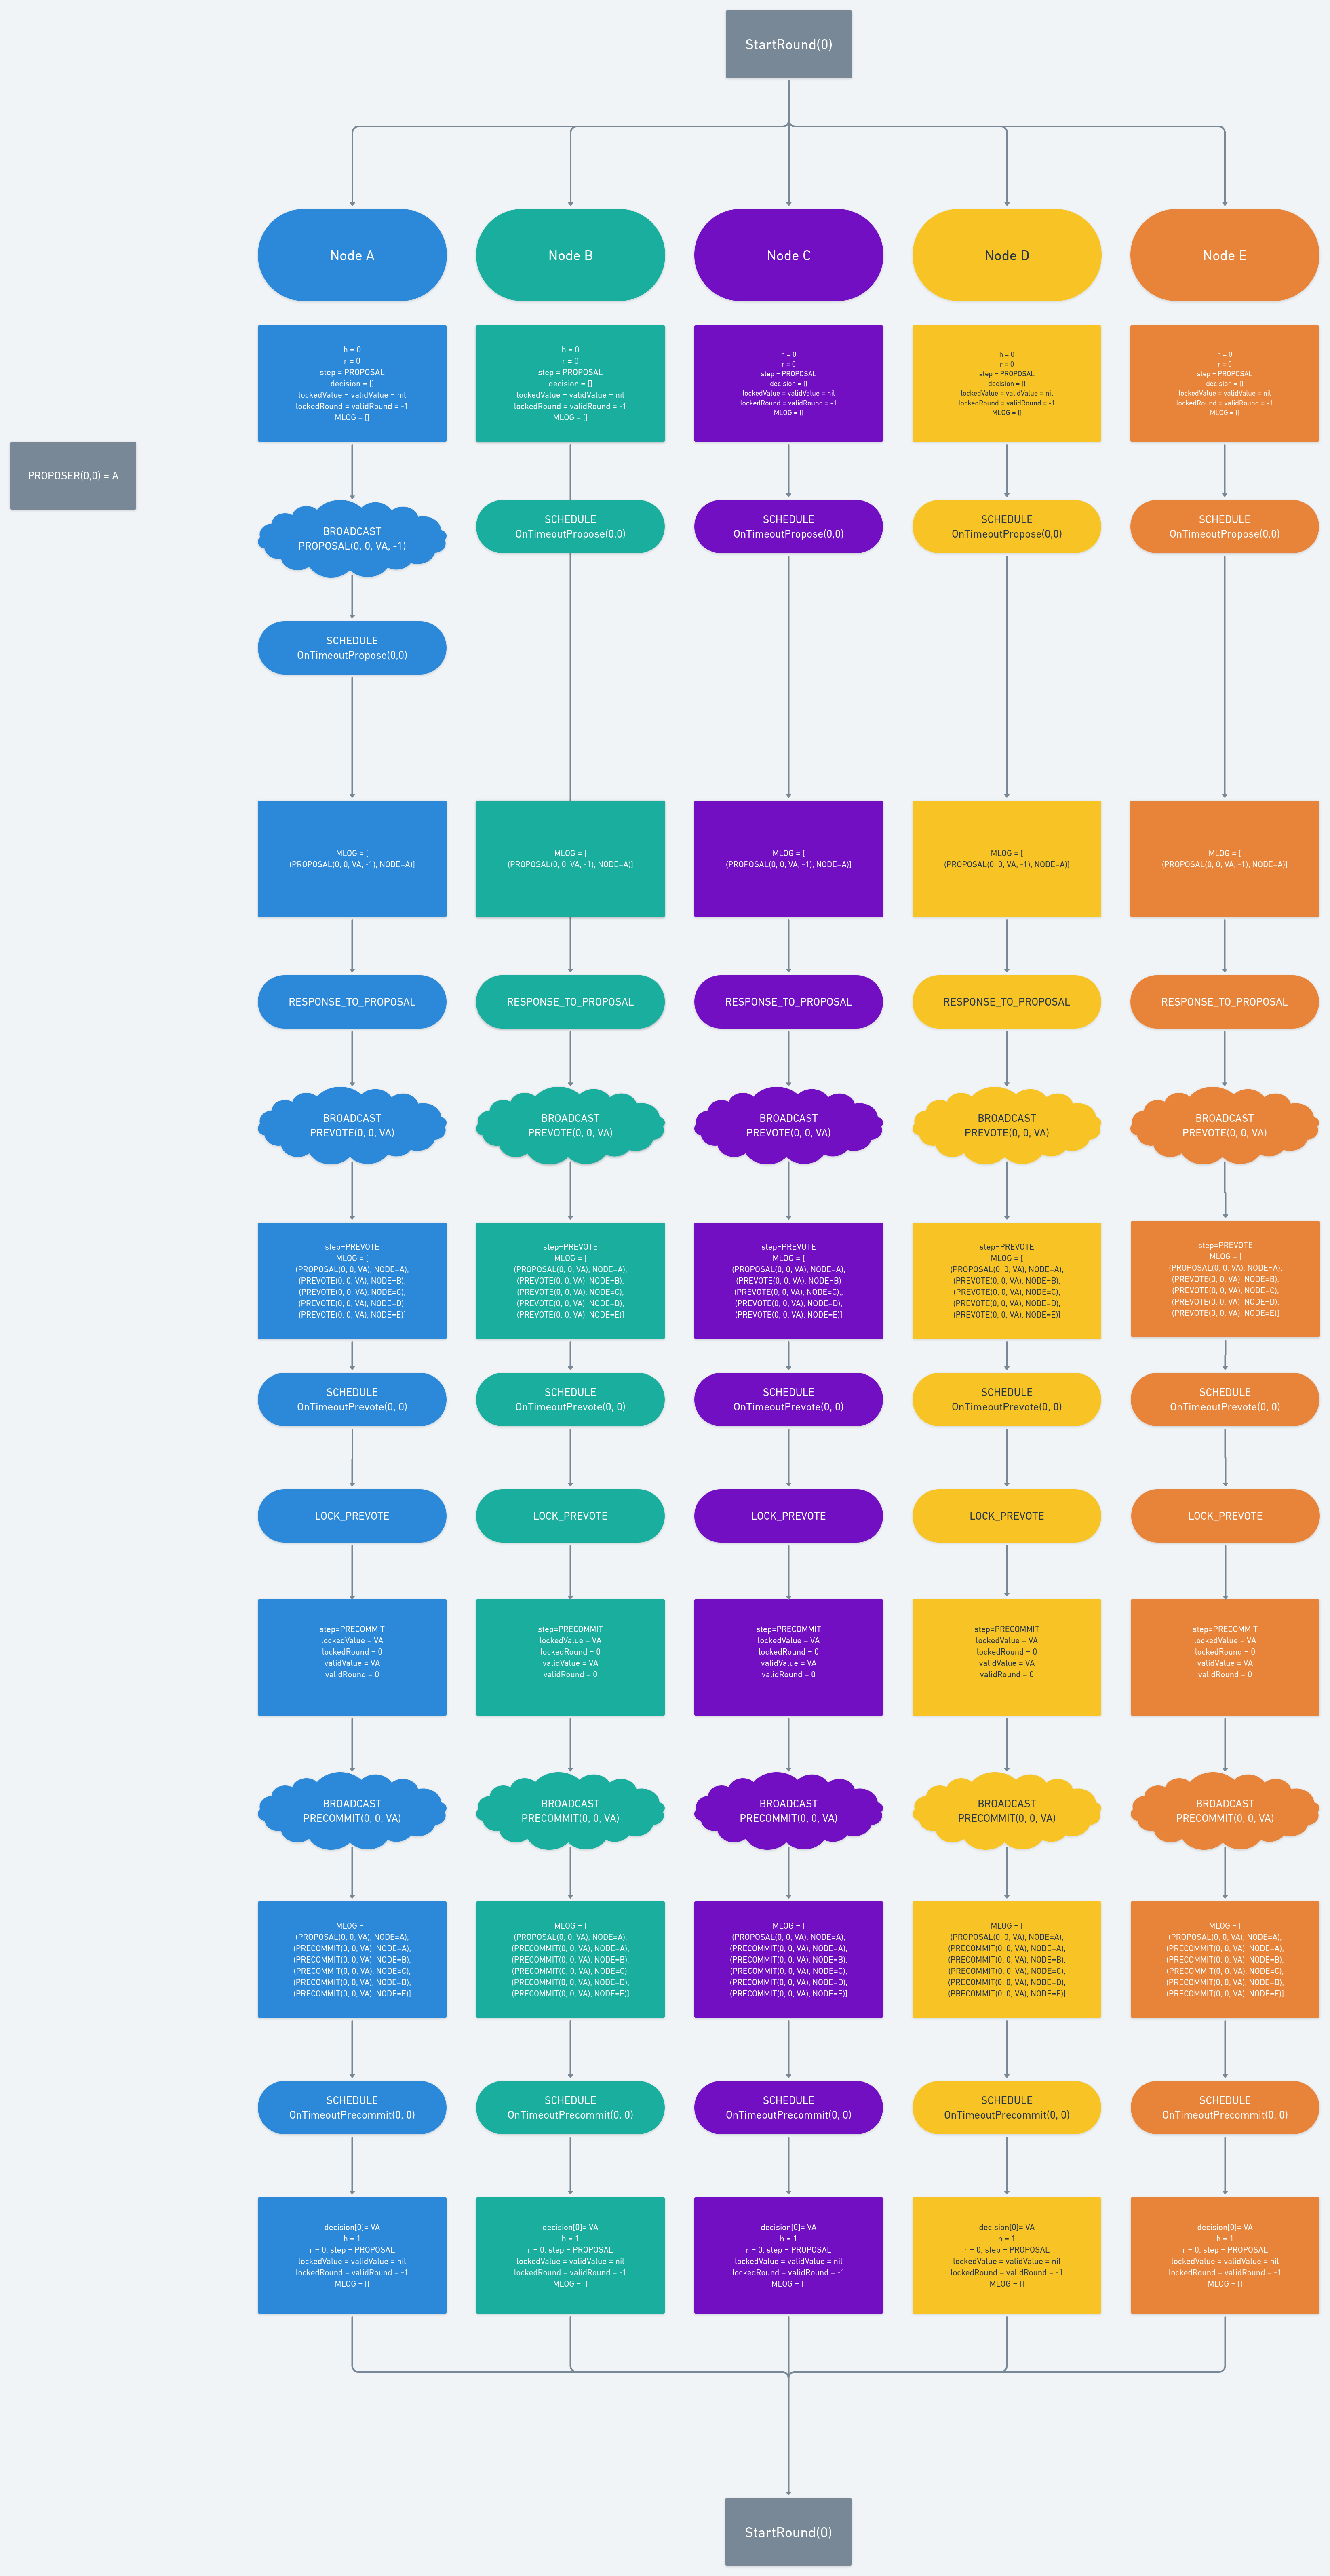 StartRound(0)
Node A
Node B
Node C
Node D
Node E
h = 0
r = 0
step = PROPOSAL
decision = []
lockedValue = validValue = nil
lockedRound = validRound = -1
MLOG = []
h = 0
r = 0
step = PROPOSAL
decision = []
lockedValue = validValue = nil
lockedRound = validRound = -1
MLOG = []
h = 0
r = 0
step = PROPOSAL
decision = []
lockedValue = validValue = nil
lockedRound = validRound = -1
MLOG = []
h = 0
r = 0
step = PROPOSAL
decision = []
lockedValue = validValue = nil
lockedRound = validRound = -1
MLOG = []
h = 0
r = 0
step = PROPOSAL
decision = []
lockedValue = validValue = nil
lockedRound = validRound = -1
MLOG = []
PROPOSER(0,0) = A
BROADCAST
PROPOSAL(0, 0, VA, -1)
SCHEDULE
OnTimeoutPropose(0,0)
SCHEDULE
OnTimeoutPropose(0,0)
SCHEDULE
OnTimeoutPropose(0,0)
SCHEDULE
OnTimeoutPropose(0,0)
SCHEDULE
OnTimeoutPropose(0,0)
MLOG = [
(PROPOSAL(0, 0, VA, -1), NODE=A)]
MLOG = [
(PROPOSAL(0, 0, VA, -1), NODE=A)]
MLOG = [
(PROPOSAL(0, 0, VA, -1), NODE=A)]
MLOG = [
(PROPOSAL(0, 0, VA, -1), NODE=A)]
MLOG = [
(PROPOSAL(0, 0, VA, -1), NODE=A)]
RESPONSE_TO_PROPOSAL
RESPONSE_TO_PROPOSAL
RESPONSE_TO_PROPOSAL
RESPONSE_TO_PROPOSAL
RESPONSE_TO_PROPOSAL
BROADCAST
PREVOTE(0, 0, VA)
BROADCAST
PREVOTE(0, 0, VA)
BROADCAST
PREVOTE(0, 0, VA)
BROADCAST
PREVOTE(0, 0, VA)
BROADCAST
PREVOTE(0, 0, VA)
step=PREVOTE
MLOG = [
(PROPOSAL(0, 0, VA), NODE=A),
(PREVOTE(0, 0, VA), NODE=B),
(PREVOTE(0, 0, VA), NODE=C),
(PREVOTE(0, 0, VA), NODE=D),
(PREVOTE(0, 0, VA), NODE=E)]
step=PREVOTE
MLOG = [
(PROPOSAL(0, 0, VA), NODE=A),
(PREVOTE(0, 0, VA), NODE=B),
(PREVOTE(0, 0, VA), NODE=C),
(PREVOTE(0, 0, VA), NODE=D),
(PREVOTE(0, 0, VA), NODE=E)]
step=PREVOTE
MLOG = [
(PROPOSAL(0, 0, VA), NODE=A),
(PREVOTE(0, 0, VA), NODE=B)
(PREVOTE(0, 0, VA), NODE=C),,
(PREVOTE(0, 0, VA), NODE=D),
(PREVOTE(0, 0, VA), NODE=E)]
step=PREVOTE
MLOG = [
(PROPOSAL(0, 0, VA), NODE=A),
(PREVOTE(0, 0, VA), NODE=B),
(PREVOTE(0, 0, VA), NODE=C),
(PREVOTE(0, 0, VA), NODE=D),
(PREVOTE(0, 0, VA), NODE=E)]
step=PREVOTE
MLOG = [
(PROPOSAL(0, 0, VA), NODE=A),
(PREVOTE(0, 0, VA), NODE=B),
(PREVOTE(0, 0, VA), NODE=C),
(PREVOTE(0, 0, VA), NODE=D),
(PREVOTE(0, 0, VA), NODE=E)]
SCHEDULE
OnTimeoutPrevote(0, 0)
SCHEDULE
OnTimeoutPrevote(0, 0)
SCHEDULE
OnTimeoutPrevote(0, 0)
SCHEDULE
OnTimeoutPrevote(0, 0)
SCHEDULE
OnTimeoutPrevote(0, 0)
LOCK_PREVOTE
LOCK_PREVOTE
LOCK_PREVOTE
LOCK_PREVOTE
LOCK_PREVOTE
step=PRECOMMIT
lockedValue = VA
lockedRound = 0
validValue = VA
validRound = 0
step=PRECOMMIT
lockedValue = VA
lockedRound = 0
validValue = VA
validRound = 0
step=PRECOMMIT
lockedValue = VA
lockedRound = 0
validValue = VA
validRound = 0
step=PRECOMMIT
lockedValue = VA
lockedRound = 0
validValue = VA
validRound = 0
step=PRECOMMIT
lockedValue = VA
lockedRound = 0
validValue = VA
validRound = 0
BROADCAST
PRECOMMIT(0, 0, VA)
BROADCAST
PRECOMMIT(0, 0, VA)
BROADCAST
PRECOMMIT(0, 0, VA)
BROADCAST
PRECOMMIT(0, 0, VA)
BROADCAST
PRECOMMIT(0, 0, VA)
MLOG = [
(PROPOSAL(0, 0, VA), NODE=A),
(PRECOMMIT(0, 0, VA), NODE=A),
(PRECOMMIT(0, 0, VA), NODE=B),
(PRECOMMIT(0, 0, VA), NODE=C),
(PRECOMMIT(0, 0, VA), NODE=D),
(PRECOMMIT(0, 0, VA), NODE=E)]
MLOG = [
(PROPOSAL(0, 0, VA), NODE=A),
(PRECOMMIT(0, 0, VA), NODE=A),
(PRECOMMIT(0, 0, VA), NODE=B),
(PRECOMMIT(0, 0, VA), NODE=C),
(PRECOMMIT(0, 0, VA), NODE=D),
(PRECOMMIT(0, 0, VA), NODE=E)]
MLOG = [
(PROPOSAL(0, 0, VA), NODE=A),
(PRECOMMIT(0, 0, VA), NODE=A),
(PRECOMMIT(0, 0, VA), NODE=B),
(PRECOMMIT(0, 0, VA), NODE=C),
(PRECOMMIT(0, 0, VA), NODE=D),
(PRECOMMIT(0, 0, VA), NODE=E)]
MLOG = [
(PROPOSAL(0, 0, VA), NODE=A),
(PRECOMMIT(0, 0, VA), NODE=A),
(PRECOMMIT(0, 0, VA), NODE=B),
(PRECOMMIT(0, 0, VA), NODE=C),
(PRECOMMIT(0, 0, VA), NODE=D),
(PRECOMMIT(0, 0, VA), NODE=E)]
MLOG = [
(PROPOSAL(0, 0, VA), NODE=A),
(PRECOMMIT(0, 0, VA), NODE=A),
(PRECOMMIT(0, 0, VA), NODE=B),
(PRECOMMIT(0, 0, VA), NODE=C),
(PRECOMMIT(0, 0, VA), NODE=D),
(PRECOMMIT(0, 0, VA), NODE=E)]
SCHEDULE
OnTimeoutPrecommit(0, 0)
SCHEDULE
OnTimeoutPrecommit(0, 0)
SCHEDULE
OnTimeoutPrecommit(0, 0)
SCHEDULE
OnTimeoutPrecommit(0, 0)
SCHEDULE
OnTimeoutPrecommit(0, 0)
decision[0]= VA
h = 1
r = 0, step = PROPOSAL
lockedValue = validValue = nil
lockedRound = validRound = -1
MLOG = []
decision[0]= VA
h = 1
r = 0, step = PROPOSAL
lockedValue = validValue = nil
lockedRound = validRound = -1
MLOG = []
decision[0]= VA
h = 1
r = 0, step = PROPOSAL
lockedValue = validValue = nil
lockedRound = validRound = -1
MLOG = []
decision[0]= VA
h = 1
r = 0, step = PROPOSAL
lockedValue = validValue = nil
lockedRound = validRound = -1
MLOG = []
decision[0]= VA
h = 1
r = 0, step = PROPOSAL
lockedValue = validValue = nil
lockedRound = validRound = -1
MLOG = []
StartRound(0)